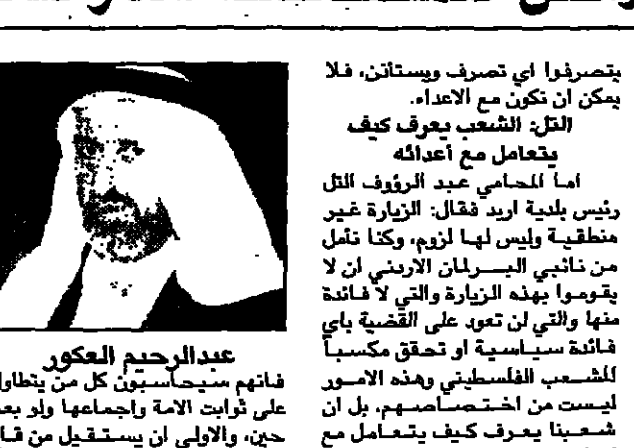 يتصرفوا اي تصرف ويستأذن، فلا
يمكن ان نكون مع الاعداء.
التل: الشعب يعرف كيف
يتعامل مع أعدائه
اما المحامي عبد الرؤوف التل
رئيس بلدية اربد فقال: الزيارة غير
منطقية وليس لها لزوم، وكنا نأمل
من نائبي البرلمان الاردني ان لا
يقوموا بهذه الزيارة والتي لا فائدة
منها والتي لن تعود على القضية باي
فائدة سياسية او تحقق مكسباً
للشعب الفلسطيني وهذه الامور
ليست من اختصاصهم. بل ان
شعبنا يعرف كيف يتعامل مع
عبدالرحيم العكور
فانهم سيحاسبون كل من يتطاول
على ثوابت الامة واجماعها ولو بعد
حين، والاولى ان يستقيل من